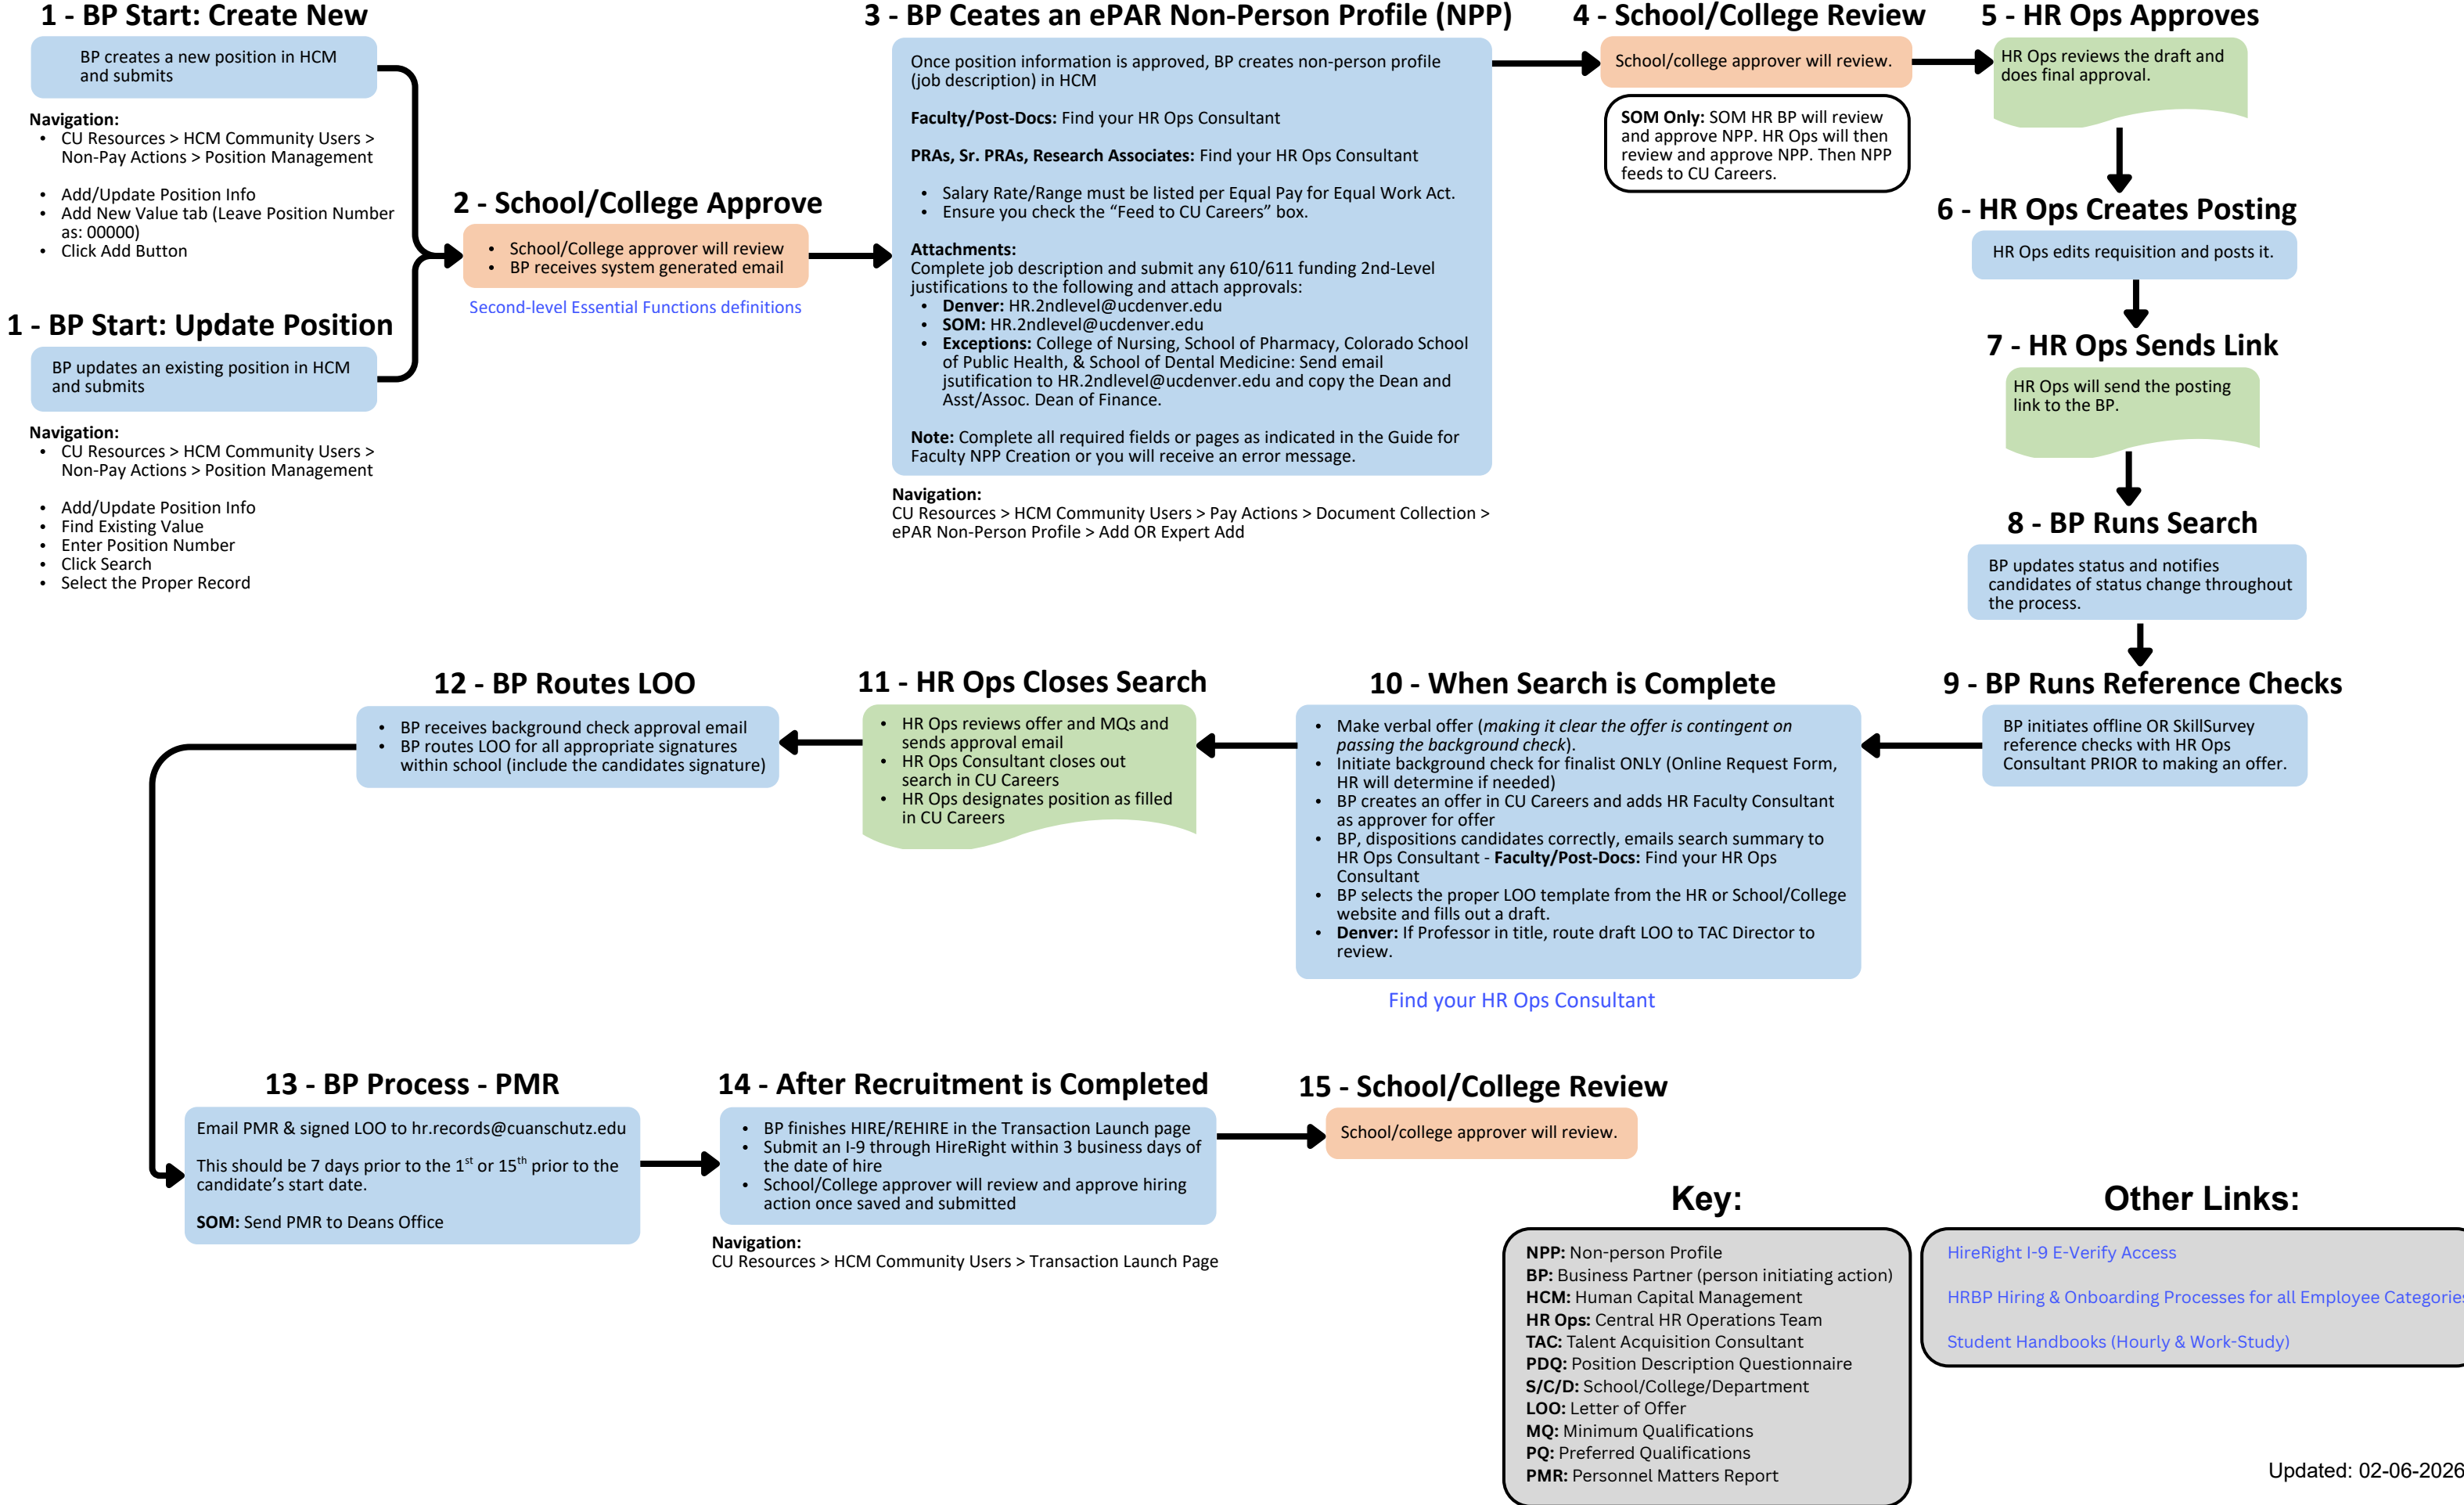 1 - BP Start: Create New
BP creates a new position in HCM
and submits
Navigation:
• CU Resources > HCM Community Users >
Non-Pay Actions > Position Management
• Add/Update Position Info
• Add New Value tab (Leave Position Number
as: 00000)
• Click Add Button
1 - BP Start: Update Position
BP updates an existing position in HCM
and submits
Navigation:
• CU Resources > HCM Community Users >
Non-Pay Actions > Position Management
• Add/Update Position Info
• Find Existing Value
• Enter Position Number
• Click Search
• Select the Proper Record
2 - School/College Approve
• School/College approver will review
• BP receives system generated email
Second-level Essential Functions definitions
3 - BP Ceates an ePAR Non-Person Profile (NPP)
Once position information is approved, BP creates non-person profile
(job description) in HCM
Faculty/Post-Docs: Find your HR Ops Consultant
PRAs, Sr. PRAs, Research Associates: Find your HR Ops Consultant
• Salary Rate/Range must be listed per Equal Pay for Equal Work Act.
• Ensure you check the “Feed to CU Careers” box.
Attachments:
Complete job description and submit any 610/611 funding 2nd-Level
justifications to the following and attach approvals:
• Denver: HR.2ndlevel@ucdenver.edu
• SOM: HR.2ndlevel@ucdenver.edu
• Exceptions: College of Nursing, School of Pharmacy, Colorado School
of Public Health, & School of Dental Medicine: Send email
jsutification to HR.2ndlevel@ucdenver.edu and copy the Dean and
Asst/Assoc. Dean of Finance.
Note: Complete all required fields or pages as indicated in the Guide for
Faculty NPP Creation or you will receive an error message.
Navigation:
CU Resources > HCM Community Users > Pay Actions > Document Collection >
ePAR Non-Person Profile > Add OR Expert Add
4 - School/College Review
School/college approver will review.
SOM Only: SOM HR BP will review
and approve NPP. HR Ops will then
review and approve NPP. Then NPP
feeds to CU Careers.
5 - HR Ops Approves
HR Ops reviews the draft and
does final approval.
6 - HR Ops Creates Posting
HR Ops edits requisition and posts it.
7 - HR Ops Sends Link
HR Ops will send the posting
link to the BP.
8 - BP Runs Search
BP updates status and notifies
candidates of status change throughout
the process.
9 - BP Runs Reference Checks
BP initiates offline OR SkillSurvey
reference checks with HR Ops
Consultant PRIOR to making an offer.
10 - When Search is Complete
• Make verbal offer (making it clear the offer is contingent on
passing the background check).
• Initiate background check for finalist ONLY (Online Request Form,
HR will determine if needed)
• BP creates an offer in CU Careers and adds HR Faculty Consultant
as approver for offer
• BP, dispositions candidates correctly, emails search summary to
HR Ops Consultant - Faculty/Post-Docs: Find your HR Ops
Consultant
• BP selects the proper LOO template from the HR or School/College
website and fills out a draft.
• Denver: If Professor in title, route draft LOO to TAC Director to
review.
Find your HR Ops Consultant
11 - HR Ops Closes Search
• HR Ops reviews offer and MQs and
sends approval email
• HR Ops Consultant closes out
search in CU Careers
• HR Ops designates position as filled
in CU Careers
12 - BP Routes LOO
• BP receives background check approval email
• BP routes LOO for all appropriate signatures
within school (include the candidates signature)
13 - BP Process - PMR
Email PMR & signed LOO to hr.records@cuanschutz.edu
This should be 7 days prior to the 1st or 15th prior to the
candidate’s start date.
SOM: Send PMR to Deans Office
14 - After Recruitment is Completed
• BP finishes HIRE/REHIRE in the Transaction Launch page
• Submit an I-9 through HireRight within 3 business days of
the date of hire
• School/College approver will review and approve hiring
action once saved and submitted
Navigation:
CU Resources > HCM Community Users > Transaction Launch Page
15 - School/College Review
School/college approver will review.
Key:
NPP: Non-person Profile
BP: Business Partner (person initiating action)
HCM: Human Capital Management
HR Ops: Central HR Operations Team
TAC: Talent Acquisition Consultant
PDQ: Position Description Questionnaire
S/C/D: School/College/Department
LOO: Letter of Offer
MQ: Minimum Qualifications
PQ: Preferred Qualifications
PMR: Personnel Matters Report
Other Links:
HireRight I-9 E-Verify Access
HRBP Hiring & Onboarding Processes for all Employee Categories
Student Handbooks (Hourly & Work-Study)
Updated: 02-06-2026